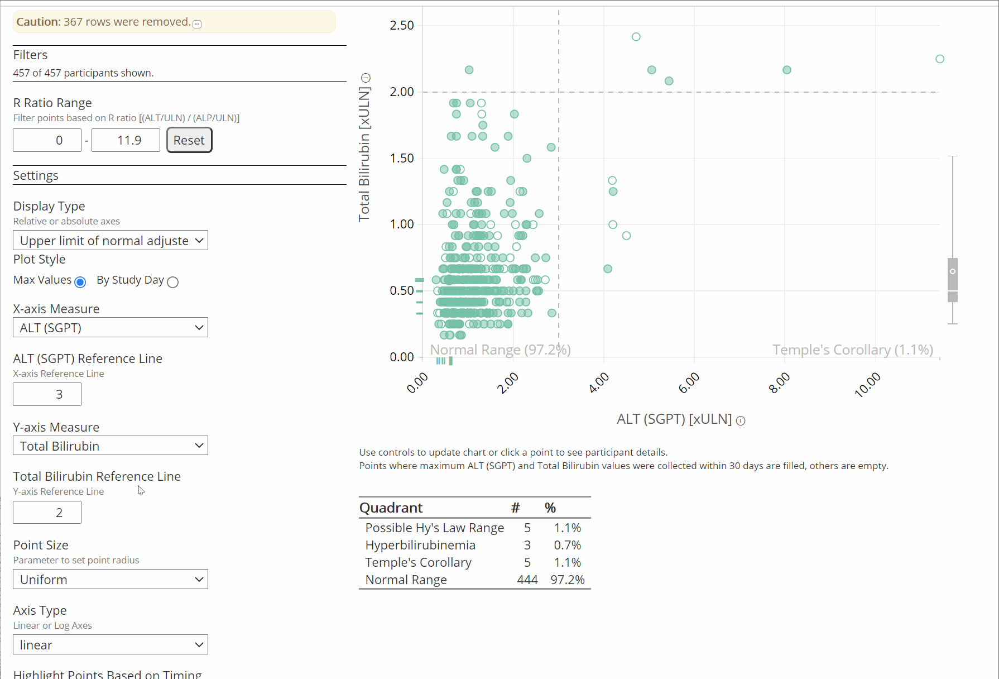 Caution: 367 rows were removed.
Filters
457 of 457 participants shown.
R Ratio Range
Filter points based on R ratio [(ALT/ULN) / (ALP/ULN)]
0 - 11.9 Reset
Settings
Display Type
Relative or absolute axes
Upper limit of normal adjuste
Plot Style
Max Values By Study Day
X-axis Measure
ALT (SGPT)
ALT (SGPT) Reference Line
X-axis Reference Line
3
Y-axis Measure
Total Bilirubin
Total Bilirubin Reference Line
Y-axis Reference Line
2
Point Size
Parameter to set point radius
Uniform
Axis Type
Linear or Log Axes
linear
Highlight Points Based on Timing
Total Bilirubin [xULN]
2.50
2.00
1.50
1.00
0.50
0.00
Normal Range (97.2%) Temple's Corollary (1.1%)
0.00 2.00 4.00 6.00 8.00 10.00
ALT (SGPT) [xULN]
Use controls to update chart or click a point to see participant details.
Points where maximum ALT (SGPT) and Total Bilirubin values were collected within 30 days are filled, others are empty.
Quadrant # %
Possible Hy's Law Range 5 1.1%
Hyperbilirubinemia 3 0.7%
Temple's Corollary 5 1.1%
Normal Range 444 97.2%